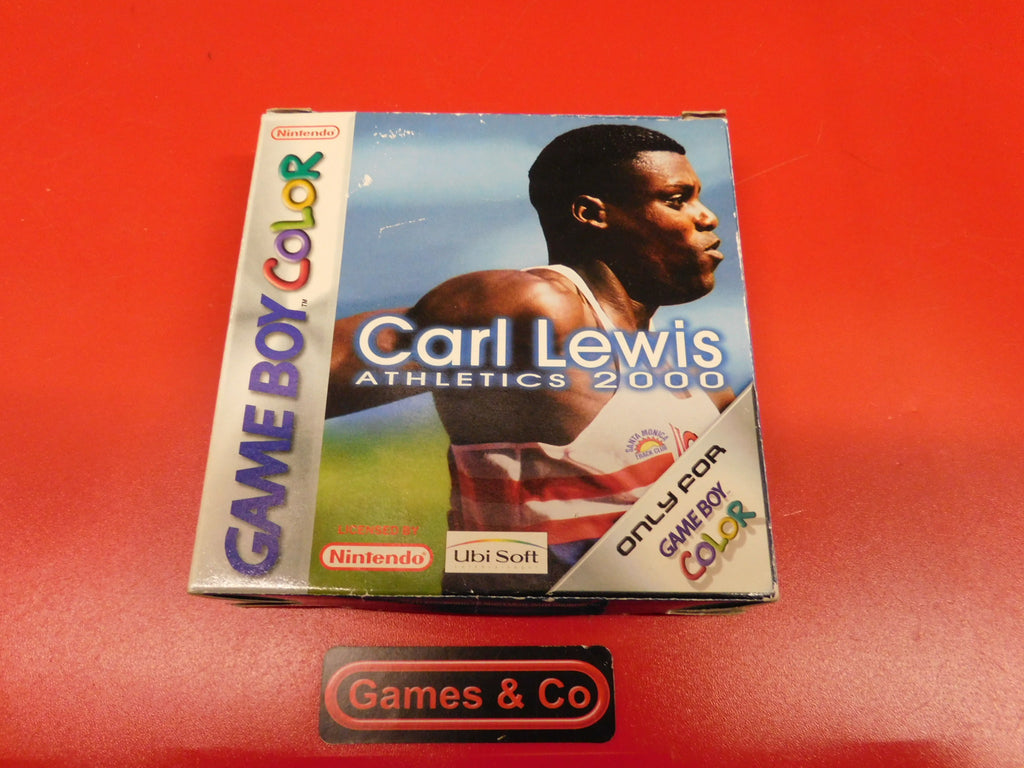 Nintendo
GAME BOY COLOR
TM
Carl Lewis
ATHLETICS 2000
SANTA MONICA
TRACK CLUB
LICENSED BY
Nintendo
Ubi Soft
ONLY FOR
GAME BOY
COLOR
Games & Co